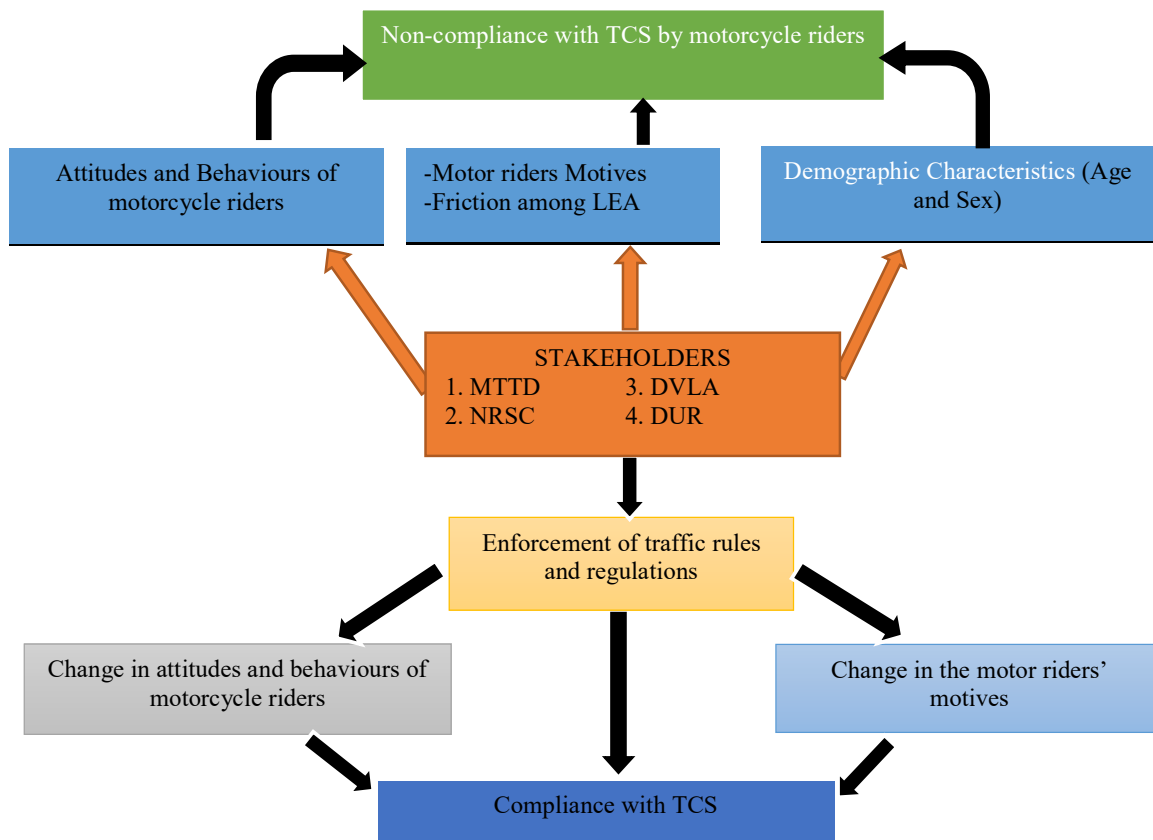 Non-compliance with TCS by motorcycle riders
Attitudes and Behaviours of
motorcycle riders
-Motor riders Motives
-Friction among LEA
Demographic Characteristics (Age
and Sex)
STAKEHOLDERS
1. MTTD 3. DVLA
2. NRSC 4. DUR
Enforcement of traffic rules
and regulations
Change in attitudes and behaviours of
motorcycle riders
Change in the motor riders’
motives
Compliance with TCS